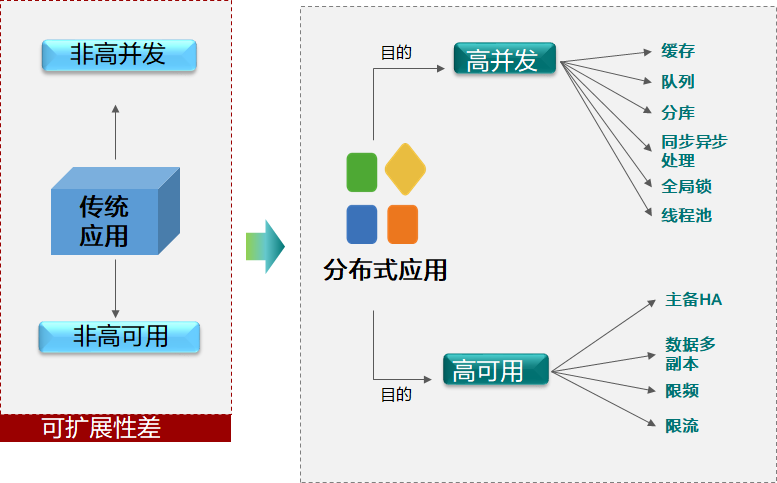 非高并发
传统
应用
非高可用
可扩展性差
目的
高并发
缓存
队列
分库
同步异步
处理
全局锁
线程池
分布式应用
目的
高可用
主备HA
数据多
副本
限频
限流